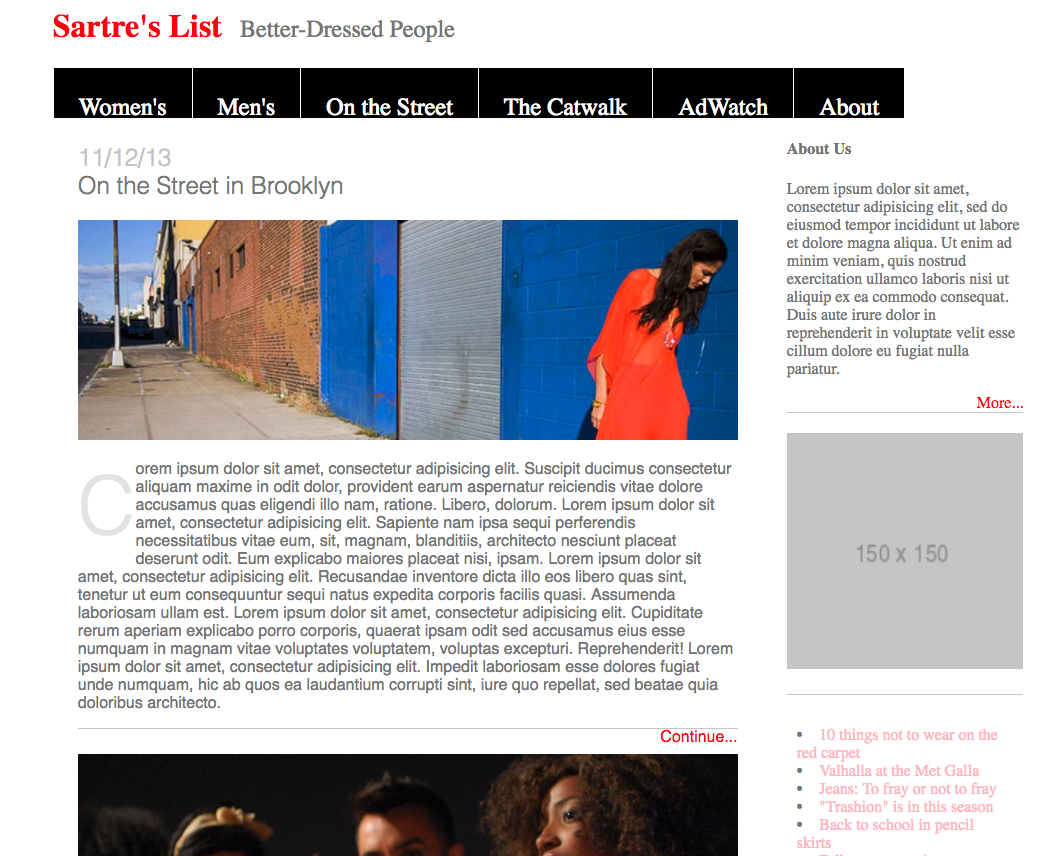 Sartre's List Better-Dressed People
Women's Men's On the Street The Catwalk AdWatch About
11/12/13
On the Street in Brooklyn
Corem ipsum dolor sit amet, consectetur adipisicing elit. Suscipit ducimus consectetur
aliquam maxime in odit dolor, provident earum aspernatur reiciendis vitae dolore
accusamus quas eligendi illo nam, ratione. Libero, dolorum. Lorem ipsum dolor sit
amet, consectetur adipisicing elit. Sapiente nam ipsa sequi perferendis
necessitatibus vitae eum, sit, magnam, blanditiis, architecto nesciunt placeat
deserunt odit. Eum explicabo maiores placeat nisi, ipsam. Lorem ipsum dolor sit
amet, consectetur adipisicing elit. Recusandae inventore dicta illo eos libero quas sint,
tenetur ut eum consequuntur sequi natus expedita corporis facilis quasi. Assumenda
laboriosam ullam est. Lorem ipsum dolor sit amet, consectetur adipisicing elit. Cupiditate
rerum aperiam explicabo porro corporis, quaerat ipsam odit sed accusamus eius esse
numquam in magnam vitae voluptates voluptatem, voluptas excepturi. Reprehenderit! Lorem
ipsum dolor sit amet, consectetur adipisicing elit. Impedit laboriosam esse dolores fugiat
unde numquam, hic ab quos ea laudantium corrupti sint, iure quo repellat, sed beatae quia
doloribus architecto.
Continue...
About Us
Lorem ipsum dolor sit amet,
consectetur adipisicing elit, sed do
eiusmod tempor incididunt ut labore
et dolore magna aliqua. Ut enim ad
minim veniam, quis nostrud
exercitation ullamco laboris nisi ut
aliquip ex ea commodo consequat.
Duis aute irure dolor in
reprehenderit in voluptate velit esse
cillum dolore eu fugiat nulla
pariatur.
More...
150 x 150
• 10 things not to wear on the
red carpet
• Valhalla at the Met Galla
• Jeans: To fray or not to fray
• "Trashion" is in this season
• Back to school in pencil
skirts